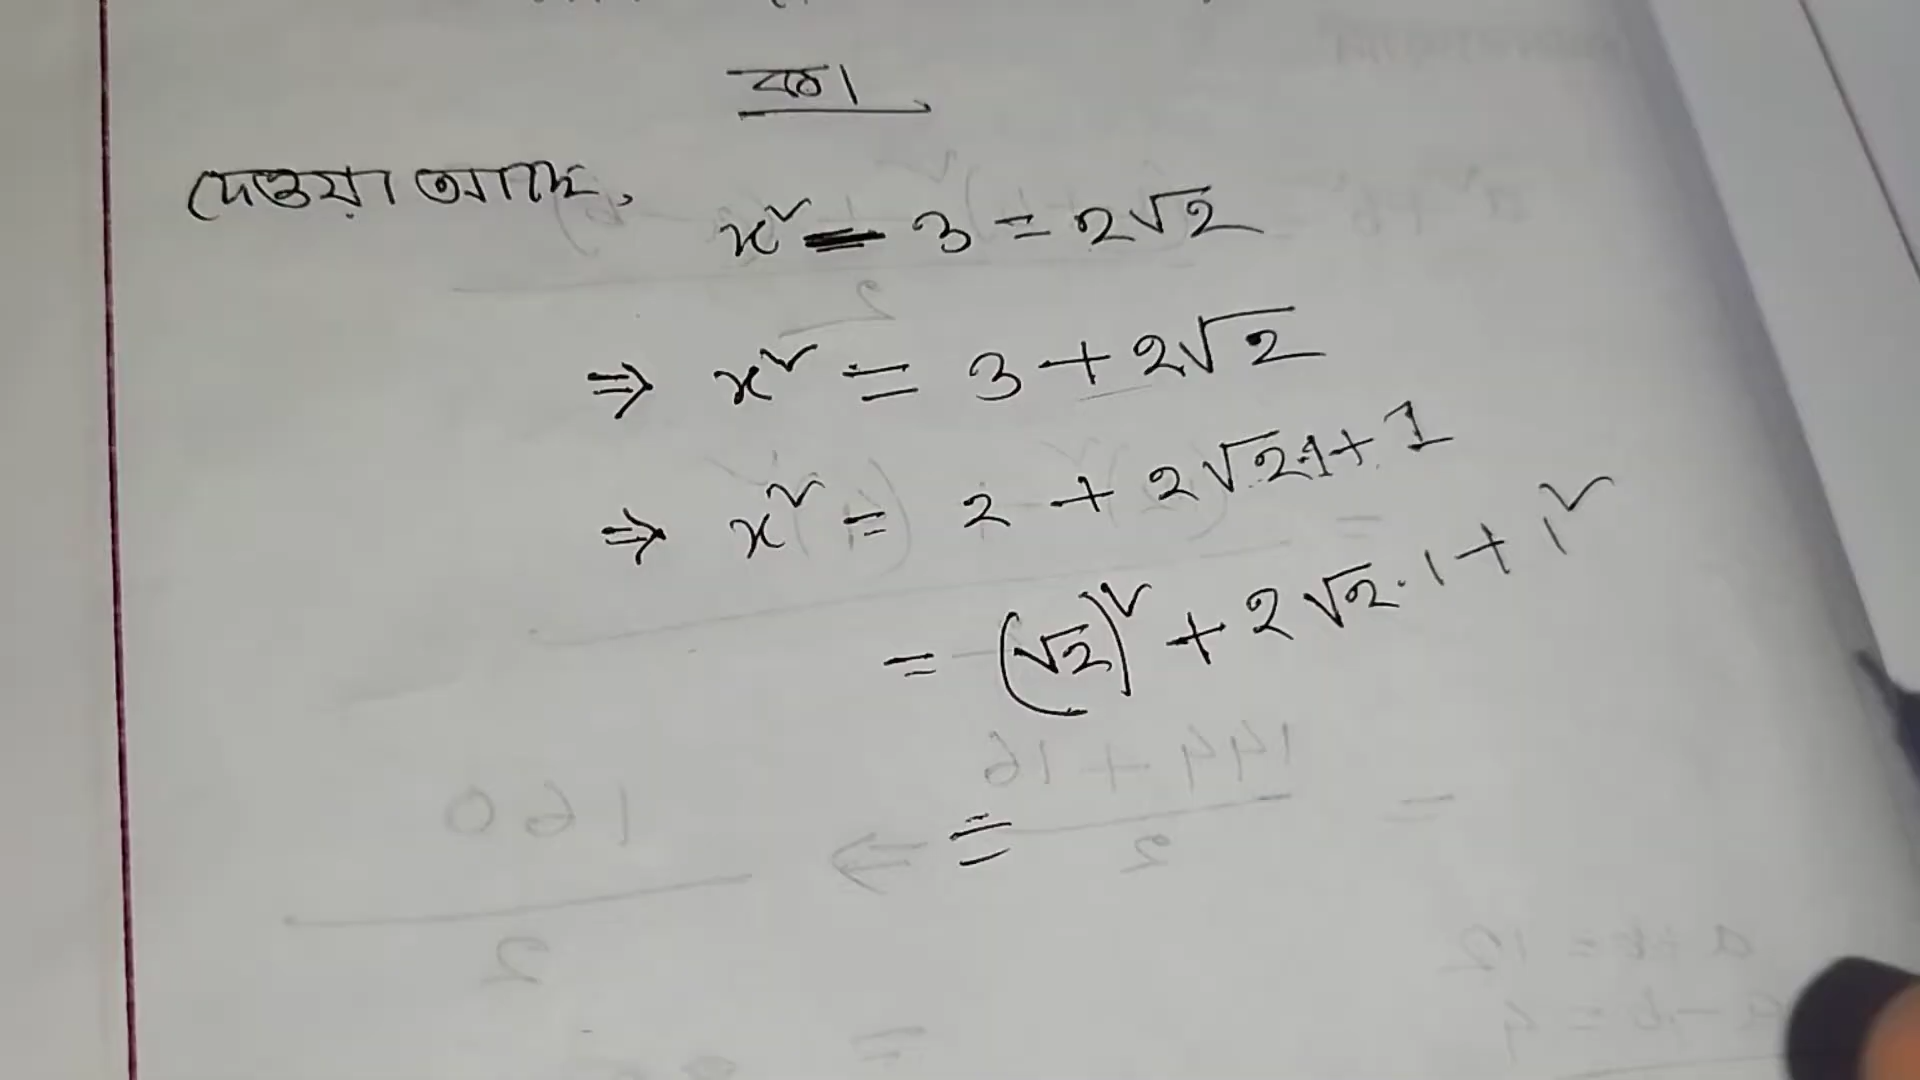 ক।
দেওয়া আছে,
x² - 3 = 2√2
⇒ x² = 3 + 2√2
⇒ x² = 2 + 2√2.1 + 1
= (√2)² + 2√2.1 + 1²
=